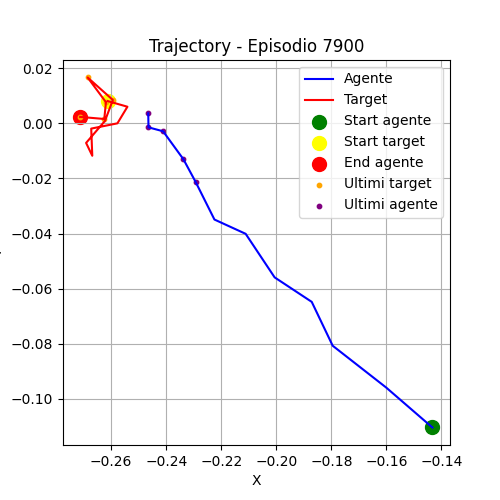 Trajectory - Episodio 7900
Agente
Target
Start agente
Start target
End agente
Ultimi target
Ultimi agente
0.02
0.00
−0.02
−0.04
−0.06
−0.08
−0.10
−0.26
−0.24
−0.22
−0.20
−0.18
−0.16
−0.14
X